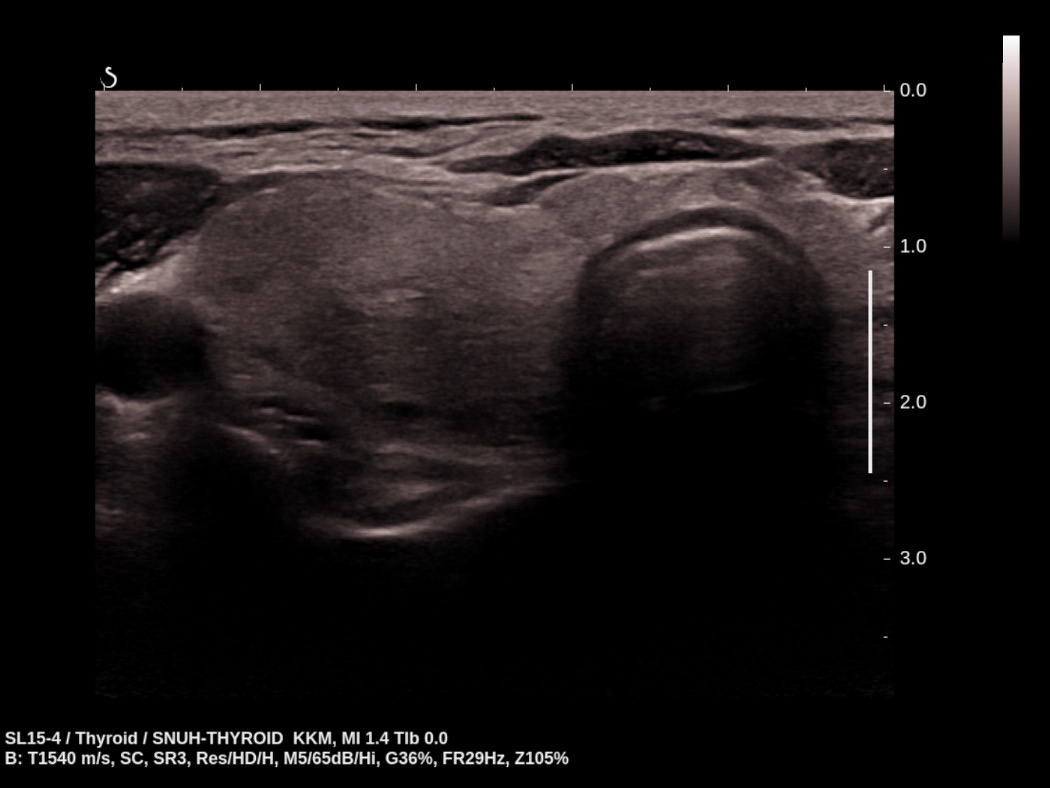 S
0.0
1.0
2.0
3.0
SL15-4 / Thyroid / SNUH-THYROID  KKM, MI 1.4 TIb 0.0
B: T1540 m/s, SC, SR3, Res/HD/H, M5/65dB/Hi, G36%, FR29Hz, Z105%